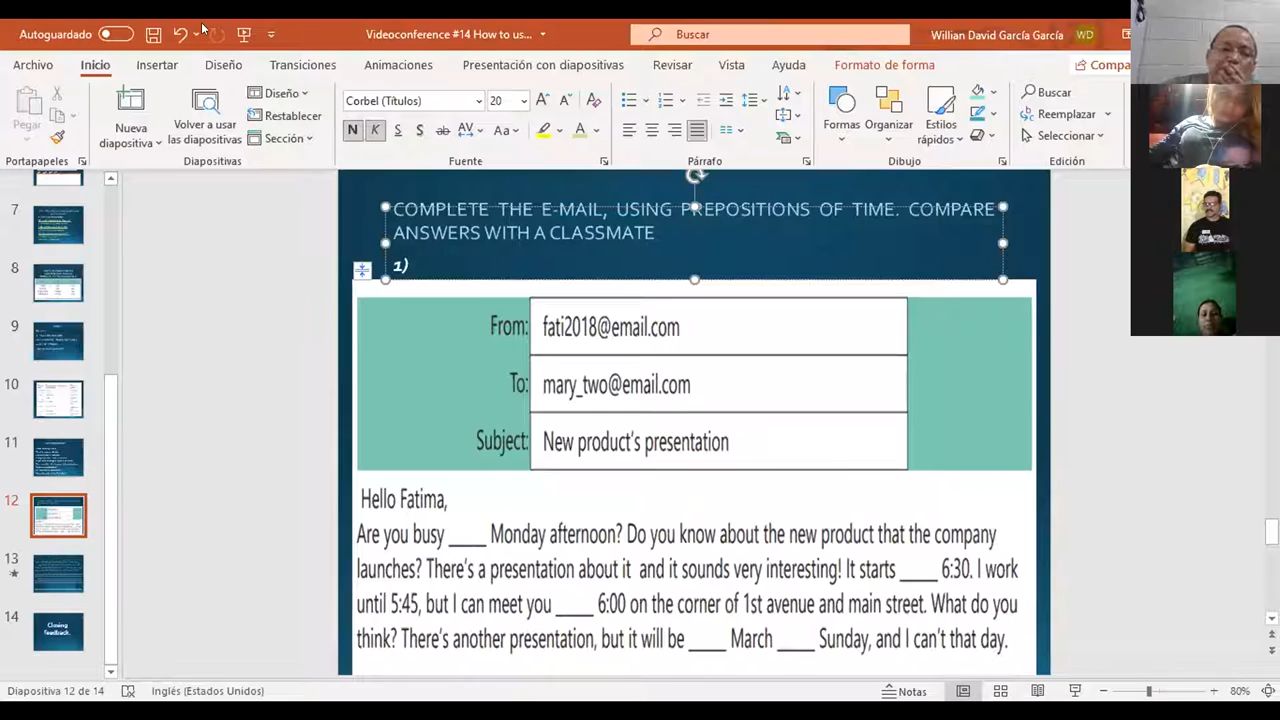 Autoguardado
Videoconference #14 How to us...
Buscar
Willian David García García
WD
Archivo
Inicio
Insertar
Diseño
Transiciones
Animaciones
Presentación con diapositivas
Revisar
Vista
Ayuda
Formato de forma
Compa
Pegar
Nueva diapositiva
Volver a usar las diapositivas
Diseño
Restablecer
Sección
Corbel (Títulos)
20
N K S S ab AV Aa A
Formas
Organizar
Estilos rápidos
Buscar
Reemplazar
Seleccionar
Portapapeles
Diapositivas
Fuente
Párrafo
Dibujo
Edición
7
8
9
10
11
12
13
14
Closing
feedback.
COMPLETE THE E-MAIL, USING PREPOSITIONS OF TIME. COMPARE
ANSWERS WITH A CLASSMATE
1)
From: fati2018@email.com
To: mary_two@email.com
Subject: New product's presentation
Hello Fatima,
Are you busy ____ Monday afternoon? Do you know about the new product that the company
launches? There's a presentation about it and it sounds very interesting! It starts ____ 6:30. I work
until 5:45, but I can meet you ____ 6:00 on the corner of 1st avenue and main street. What do you
think? There's another presentation, but it will be ____ March ____ Sunday, and I can't that day.
Diapositiva 12 de 14
Inglés (Estados Unidos)
Notas
80%